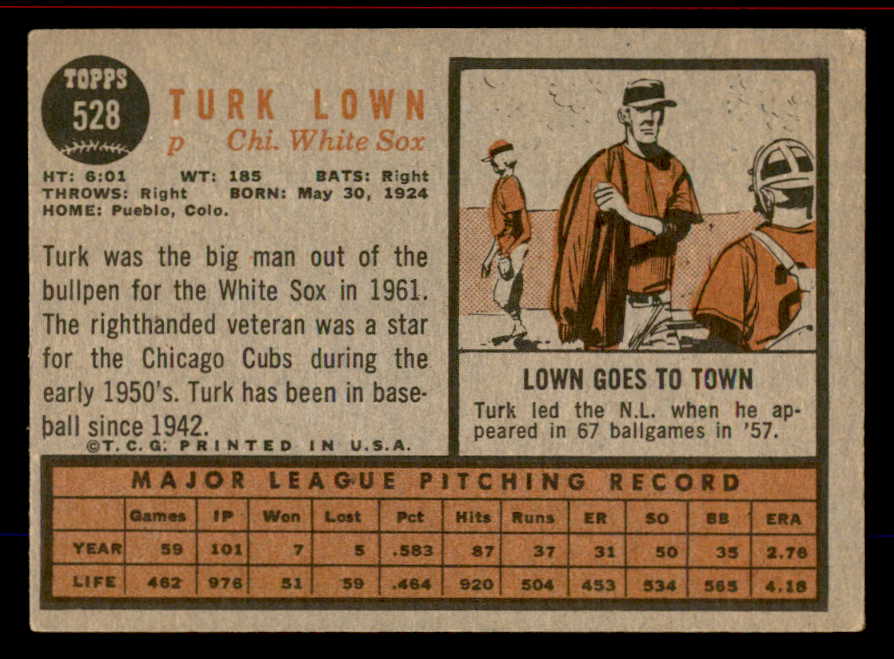 TOPPS
528
TURK LOWN
p Chi. White Sox
HT: 6:01 WT: 185 BATS: Right
THROWS: Right BORN: May 30, 1924
HOME: Pueblo, Colo.
Turk was the big man out of the
bullpen for the White Sox in 1961.
The righthanded veteran was a star
for the Chicago Cubs during the
early 1950's. Turk has been in base-
ball since 1942.
©T.C.G. PRINTED IN U.S.A.
LOWN GOES TO TOWN
Turk led the N.L. when he ap-
peared in 67 ballgames in '57.
MAJOR LEAGUE PITCHING RECORD
Games IP Won Lost Pct Hits Runs ER SO BB ERA
YEAR 59 101 7 5 .583 87 37 31 50 35 2.76
LIFE 462 976 51 59 .464 920 504 453 534 565 4.18